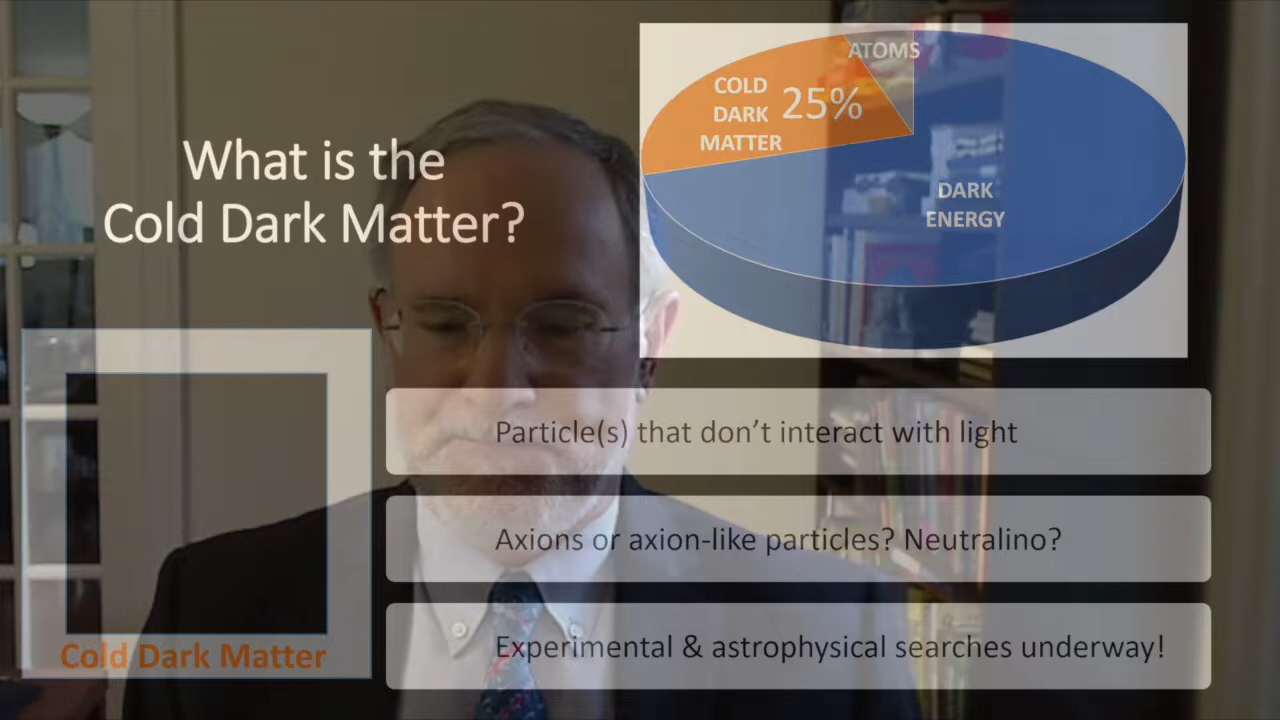 What is the
Cold Dark Matter?
ATOMS
COLD
DARK
MATTER
25%
DARK
ENERGY
Particle(s) that don't interact with light
Axions or axion-like particles? Neutralino?
Experimental & astrophysical searches underway!
Cold Dark Matter